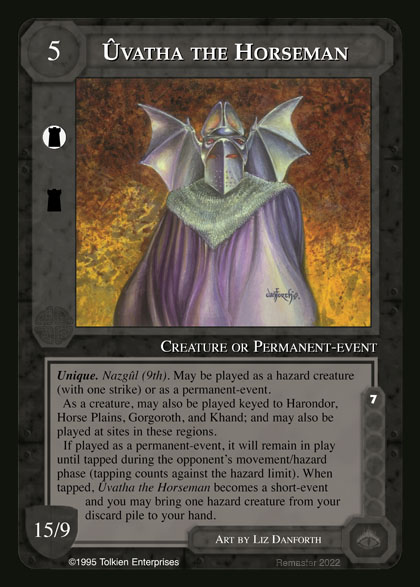 5
Ûvatha the Horseman
Danforth
Creature or Permanent-event
Unique. Nazgûl (9th). May be played as a hazard creature
(with one strike) or as a permanent-event.
As a creature, may also be played keyed to Harondor,
Horse Plains, Gorgoroth, and Khand; and may also be
played at sites in these regions.
If played as a permanent-event, it will remain in play
until tapped during the opponent's movement/hazard
phase (tapping counts against the hazard limit). When
tapped, Ûvatha the Horseman becomes a short-event
and you may bring one hazard creature from your
discard pile to your hand.
7
15/9
Art by Liz Danforth
©1995 Tolkien Enterprises
Remaster 2022